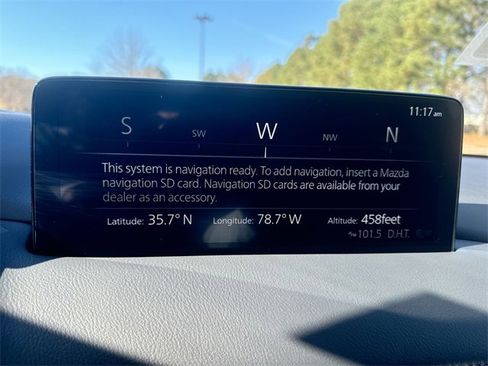 11:17am
S SW W NW N
This system is navigation ready. To add navigation, insert a Mazda
navigation SD card. Navigation SD cards are available from your
dealer as an accessory.
Latitude: 35.7° N Longitude: 78.7° W Altitude: 458feet
101.5 D.H.T.